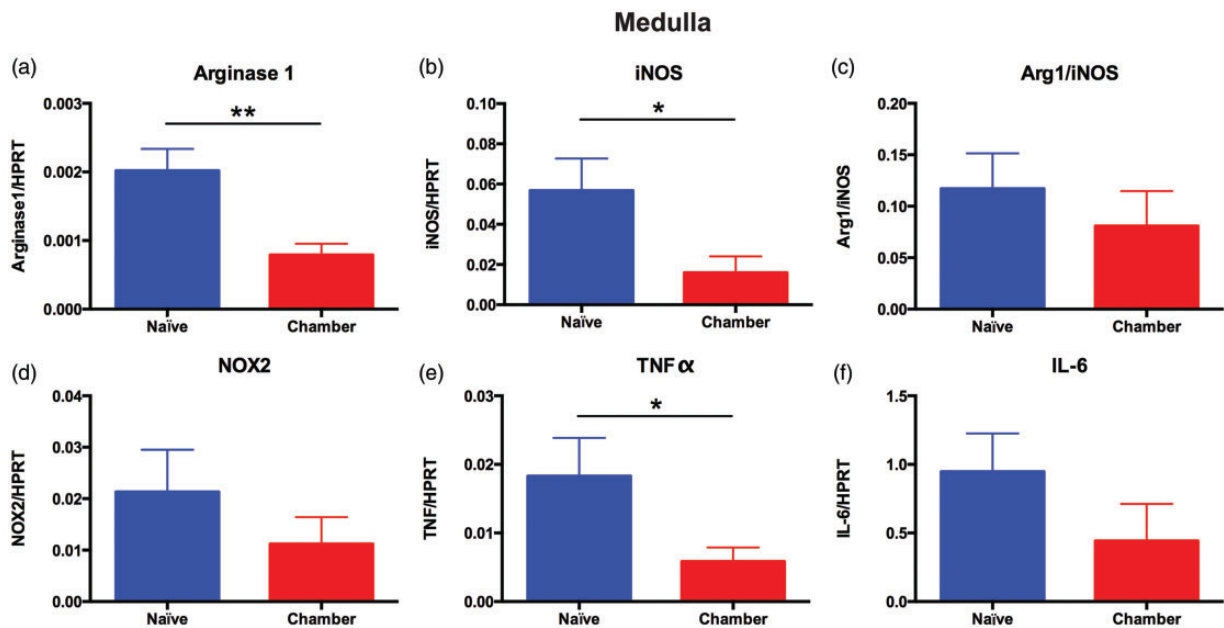 Medulla
(a)
Arginase 1
0.003
0.002
0.001
0.000
Arginase1/HPRT
**
Naïve
Chamber
(b)
iNOS
0.10
0.08
0.06
0.04
0.02
0.00
iNOS/HPRT
*
Naïve
Chamber
(c)
Arg1/iNOS
0.20
0.15
0.10
0.05
0.00
Arg1/iNOS
Naïve
Chamber
(d)
NOX2
0.04
0.03
0.02
0.01
0.00
NOX2/HPRT
Naïve
Chamber
(e)
TNF α
0.03
0.02
0.01
0.00
TNF/HPRT
*
Naïve
Chamber
(f)
IL-6
1.5
1.0
0.5
0.0
IL-6/HPRT
Naïve
Chamber